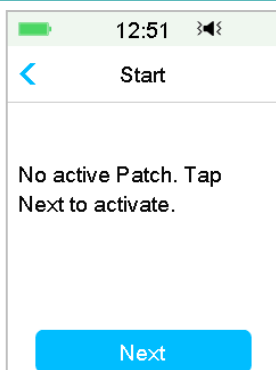 12:51
Start
No active Patch. Tap
Next to activate.
Next